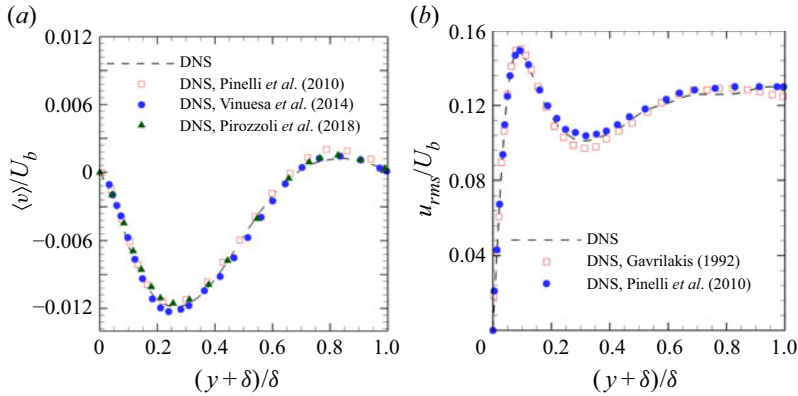 (a)
⟨v⟩/U_b
0.012
0.006
0
−0.006
−0.012
DNS
DNS, Pinelli et al. (2010)
DNS, Vinuesa et al. (2014)
DNS, Pirozzoli et al. (2018)
0 0.2 0.4 0.6 0.8 1.0
(y + δ)/δ
(b)
u_rms/U_b
0.16
0.12
0.08
0.04
DNS
DNS, Gavrilakis (1992)
DNS, Pinelli et al. (2010)
0 0.2 0.4 0.6 0.8 1.0
(y + δ)/δ